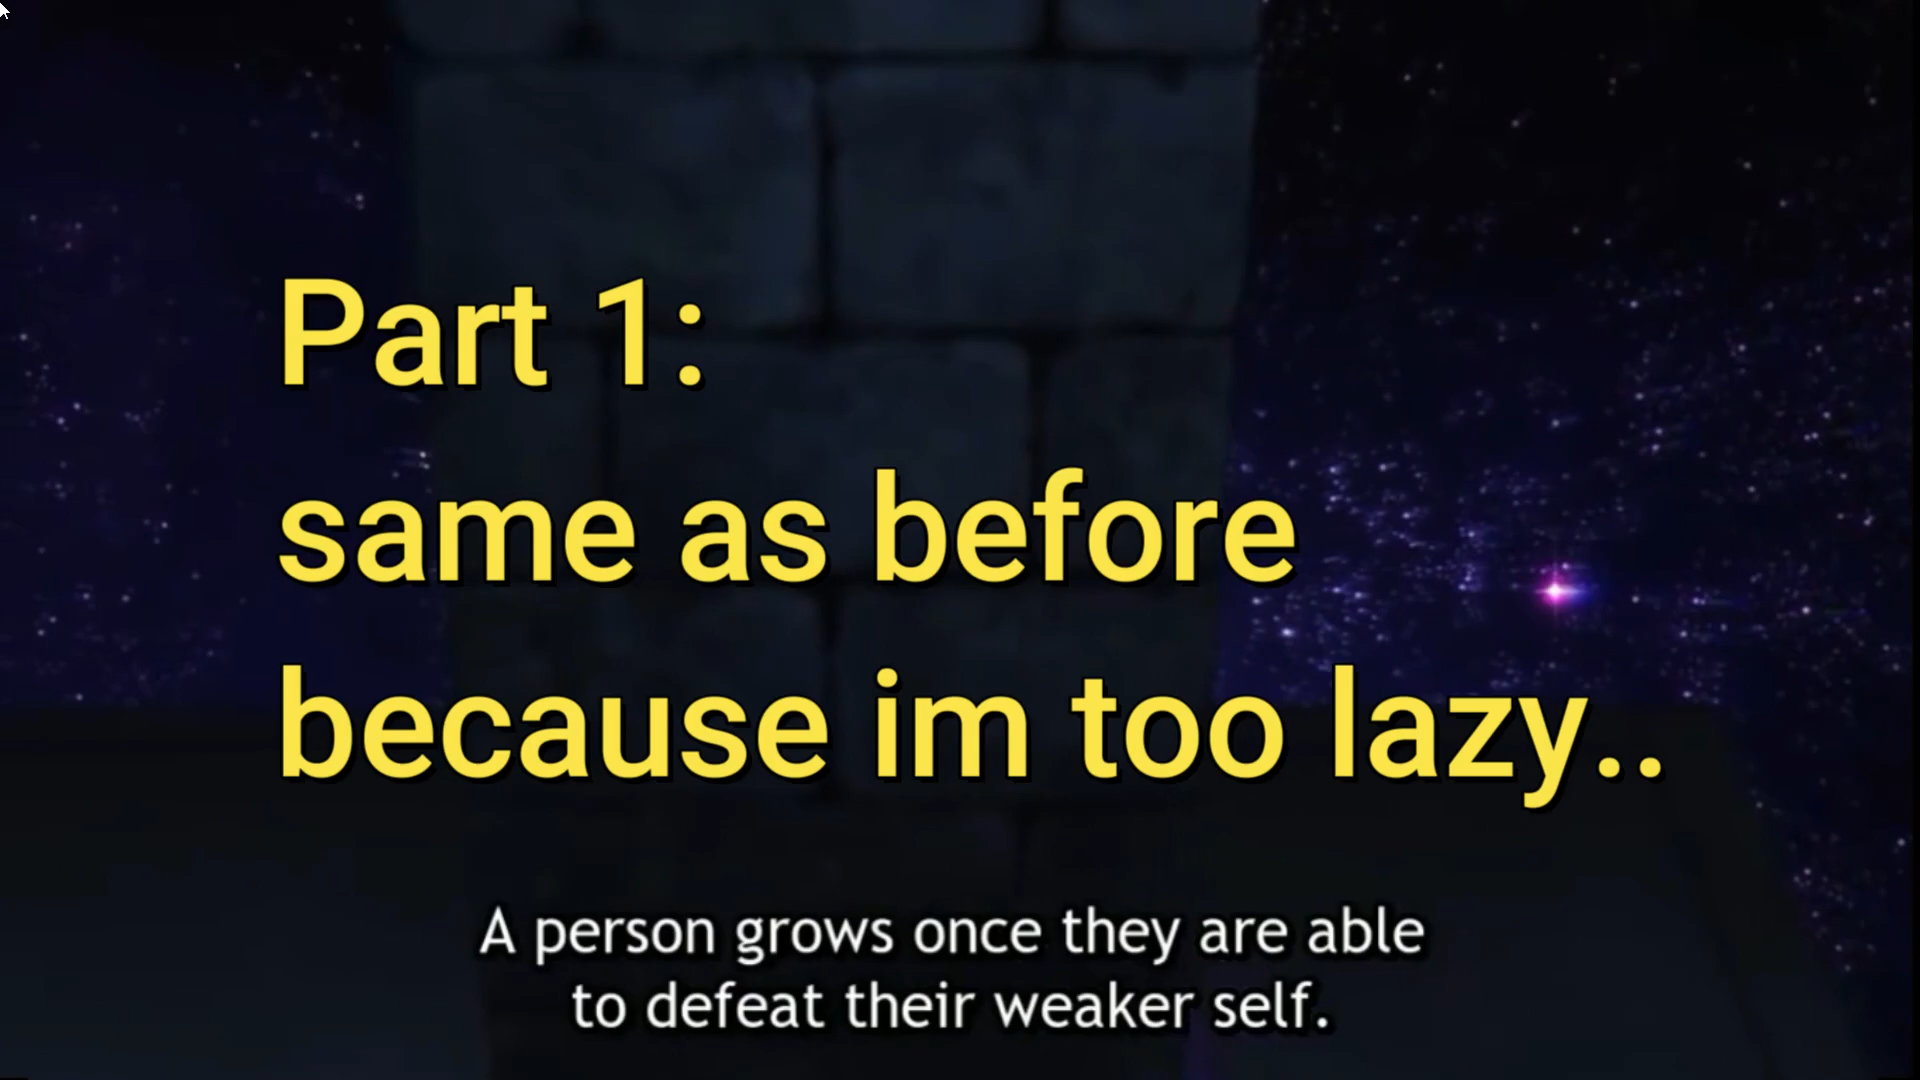 Part 1:
same as before
because im too lazy..
A person grows once they are able
to defeat their weaker self.